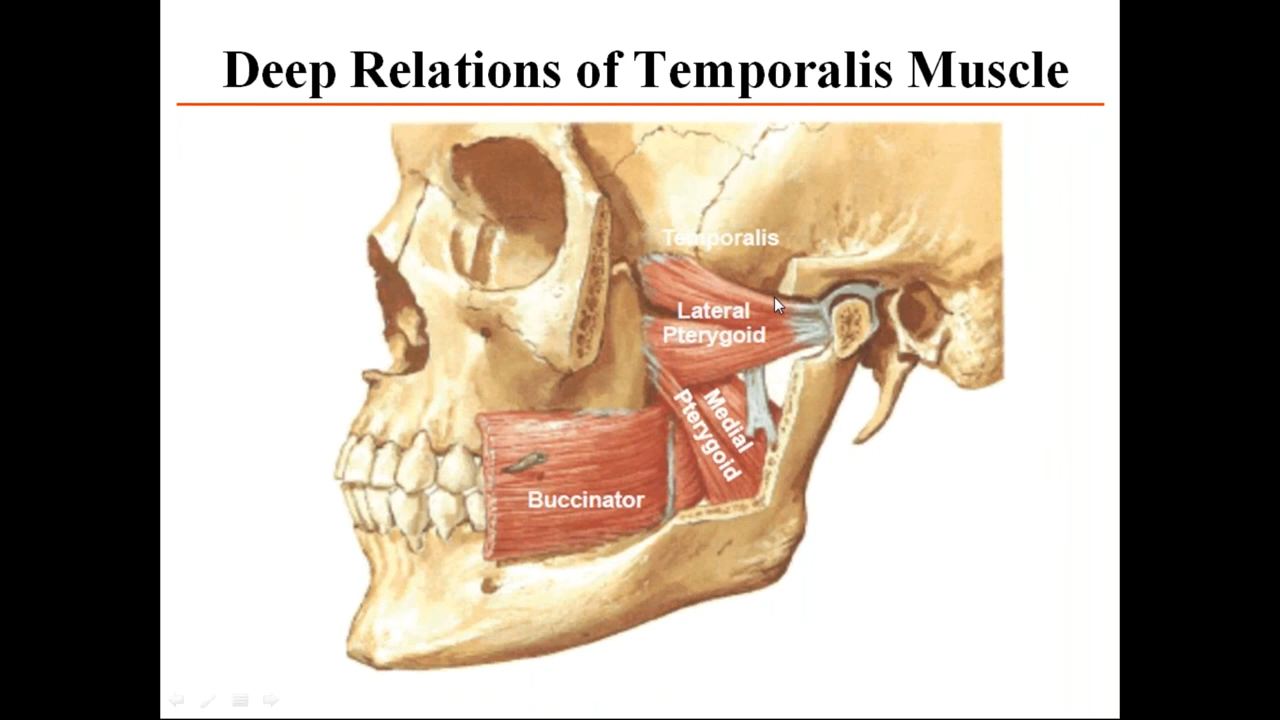 Deep Relations of Temporalis Muscle
Temporalis
Lateral
Pterygoid
Medial
Pterygoid
Buccinator